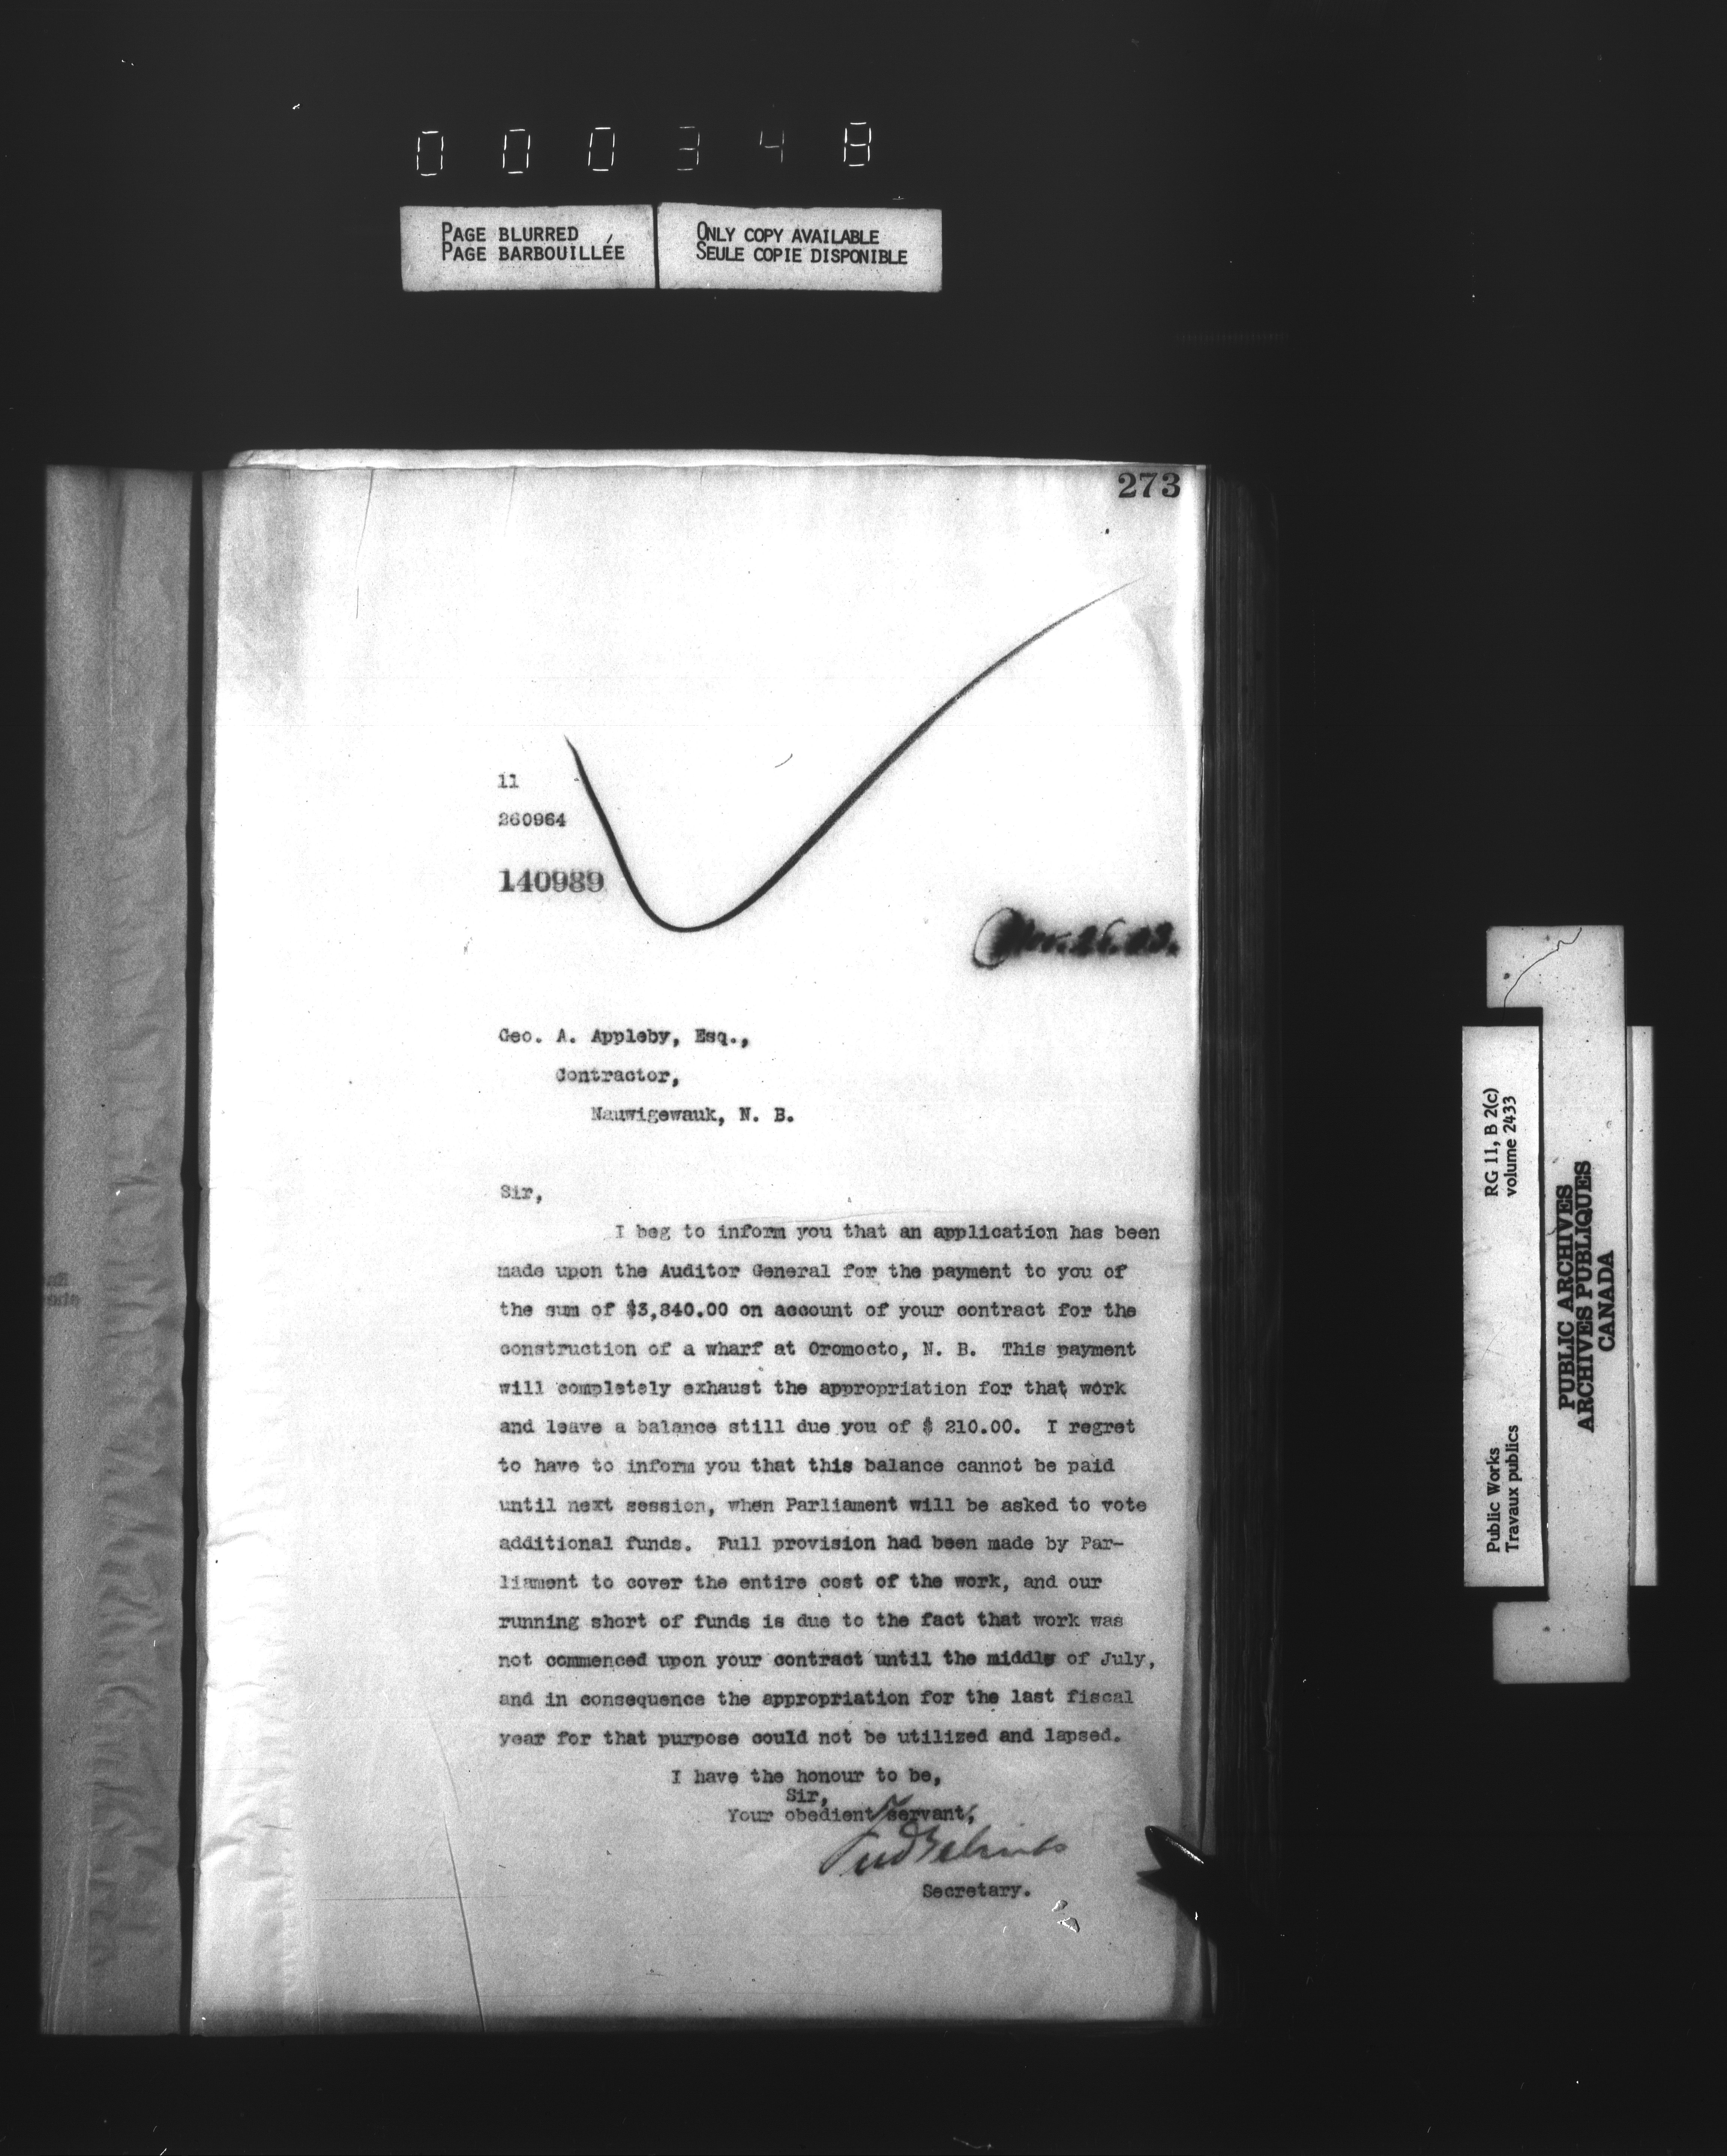 000348
PAGE BLURRED
PAGE BARBOUILLÉE
ONLY COPY AVAILABLE
SEULE COPIE DISPONIBLE
273
11
260964
140989
Geo. A. Appleby, Esq.,
Contractor,
Nauwigewauk, N. B.
Sir,
I beg to inform you that an application has been
made upon the Auditor General for the payment to you of
the sum of $3,840.00 on account of your contract for the
construction of a wharf at Oromocto, N. B. This payment
will completely exhaust the appropriation for that work
and leave a balance still due you of $ 210.00. I regret
to have to inform you that this balance cannot be paid
until next session, when Parliament will be asked to vote
additional funds. Full provision had been made by Par-
liament to cover the entire cost of the work, and our
running short of funds is due to the fact that work was
not commenced upon your contract until the middle of July,
and in consequence the appropriation for the last fiscal
year for that purpose could not be utilized and lapsed.
I have the honour to be,
Sir,
Your obedient servant,
Secretary.
RG 11, B 2(c)
volume 2433
Public Works
Travaux publics
PUBLIC ARCHIVES
ARCHIVES PUBLIQUES
CANADA